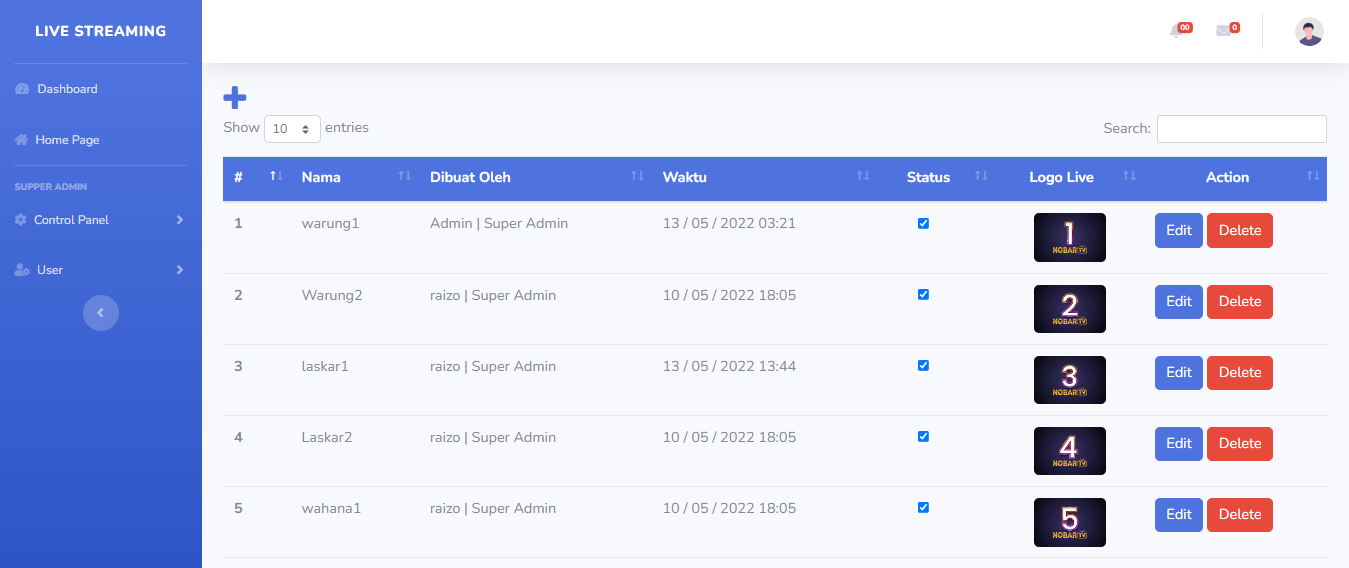 LIVE STREAMING
00
0
Dashboard
Home Page
SUPPER ADMIN
Control Panel
User
Show 10 entries
Search:
# Nama Dibuat Oleh Waktu Status Logo Live Action
1 warung1 Admin | Super Admin 13 / 05 / 2022 03:21 1 NOBAR TV Edit Delete
2 Warung2 raizo | Super Admin 10 / 05 / 2022 18:05 2 NOBAR TV Edit Delete
3 laskar1 raizo | Super Admin 13 / 05 / 2022 13:44 3 NOBAR TV Edit Delete
4 Laskar2 raizo | Super Admin 10 / 05 / 2022 18:05 4 NOBAR TV Edit Delete
5 wahana1 raizo | Super Admin 10 / 05 / 2022 18:05 5 NOBAR TV Edit Delete